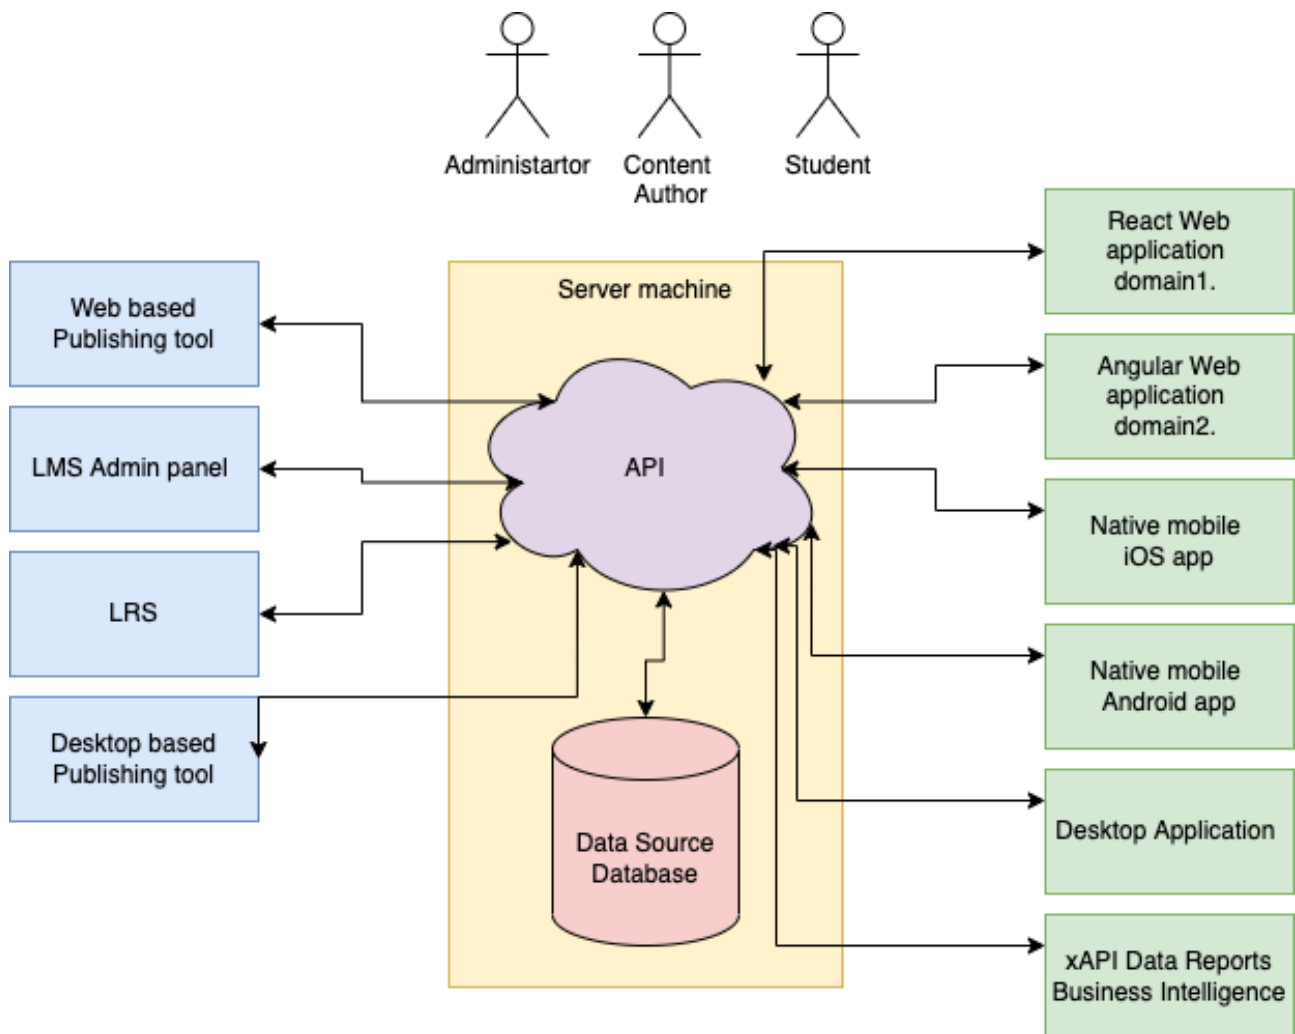 Administartor
Content
Author
Student
Server machine
API
Data Source
Database
Web based
Publishing tool
LMS Admin panel
LRS
Desktop based
Publishing tool
React Web
application
domain1.
Angular Web
application
domain2.
Native mobile
iOS app
Native mobile
Android app
Desktop Application
xAPI Data Reports
Business Intelligence